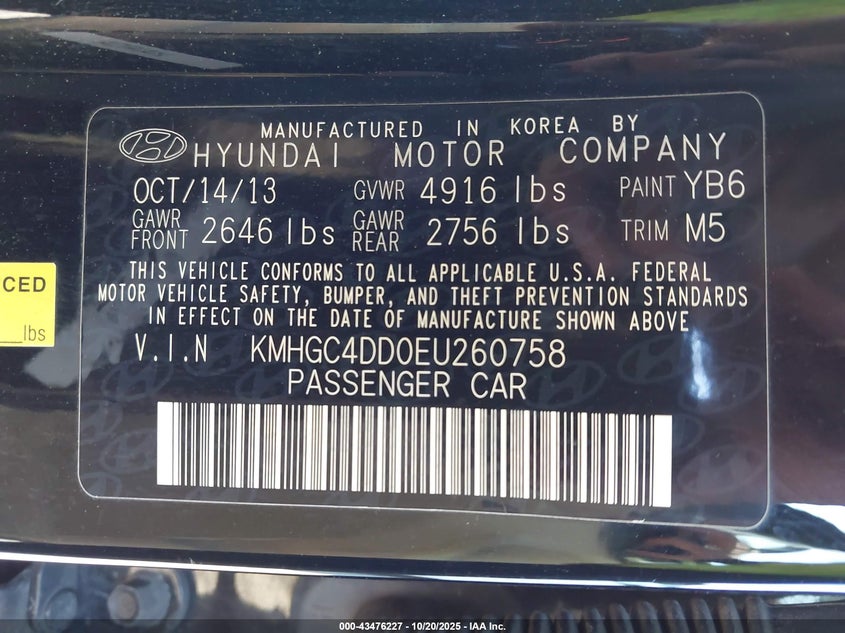 MANUFACTURED IN KOREA BY
HYUNDAI MOTOR COMPANY
OCT/14/13 GVWR 4916 lbs PAINT YB6
GAWR FRONT 2646 lbs GAWR REAR 2756 lbs TRIM M5
THIS VEHICLE CONFORMS TO ALL APPLICABLE U.S.A. FEDERAL
MOTOR VEHICLE SAFETY, BUMPER, AND THEFT PREVENTION STANDARDS
IN EFFECT ON THE DATE OF MANUFACTURE SHOWN ABOVE
V.I.N KMHGC4DD0EU260758
PASSENGER CAR
CED
lbs
000-43476227 - 10/20/2025 - IAA Inc.